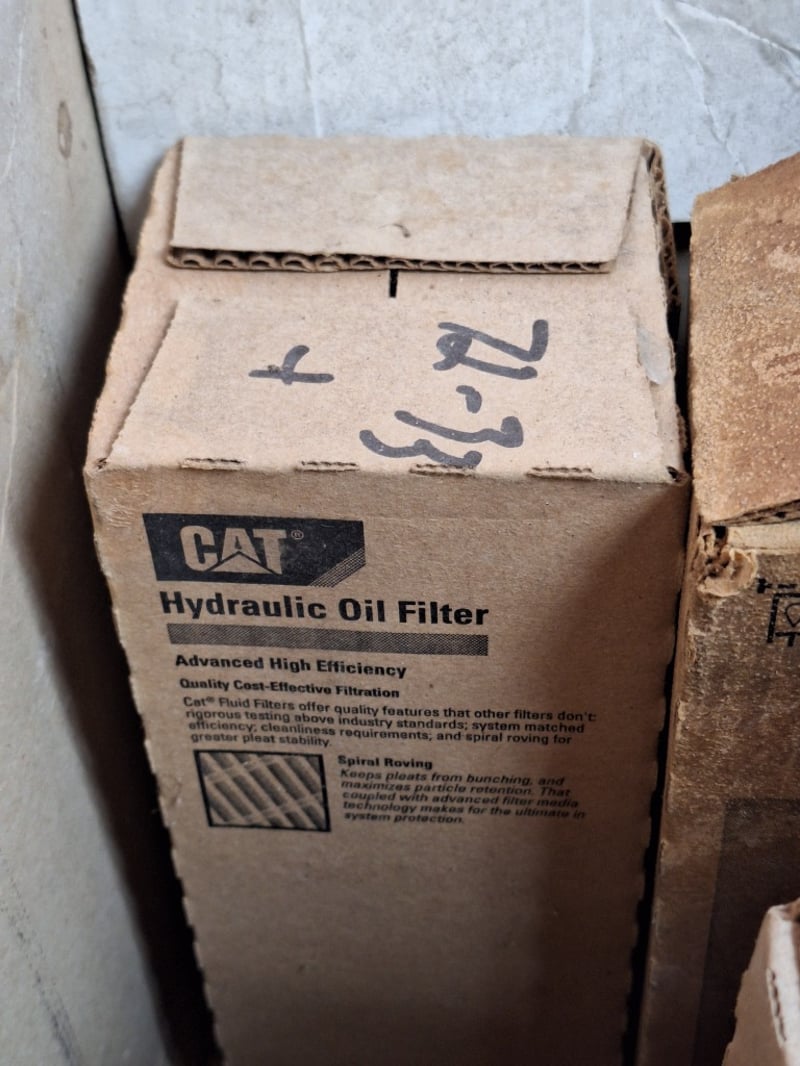 CAT®
Hydraulic Oil Filter
Advanced High Efficiency
Quality Cost-Effective Filtration
Cat® Fluid Filters offer quality features that other filters don't:
rigorous testing above industry standards; system matched
efficiency; cleanliness requirements; and spiral roving for
greater pleat stability.
Spiral Roving
Keeps pleats from bunching, and
maximizes particle retention. That
coupled with advanced filter media
technology makes for the ultimate in
system protection.